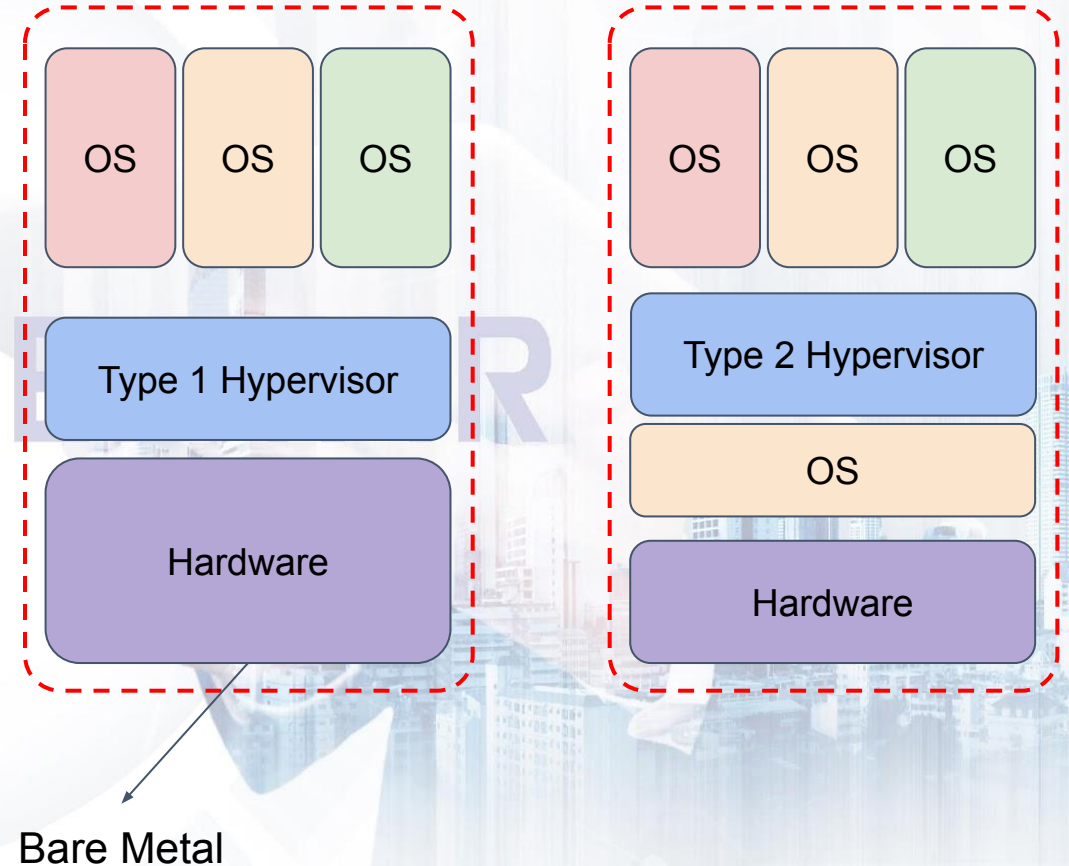 OS OS OS
Type 1 Hypervisor
Hardware
Bare Metal
OS OS OS
Type 2 Hypervisor
OS
Hardware